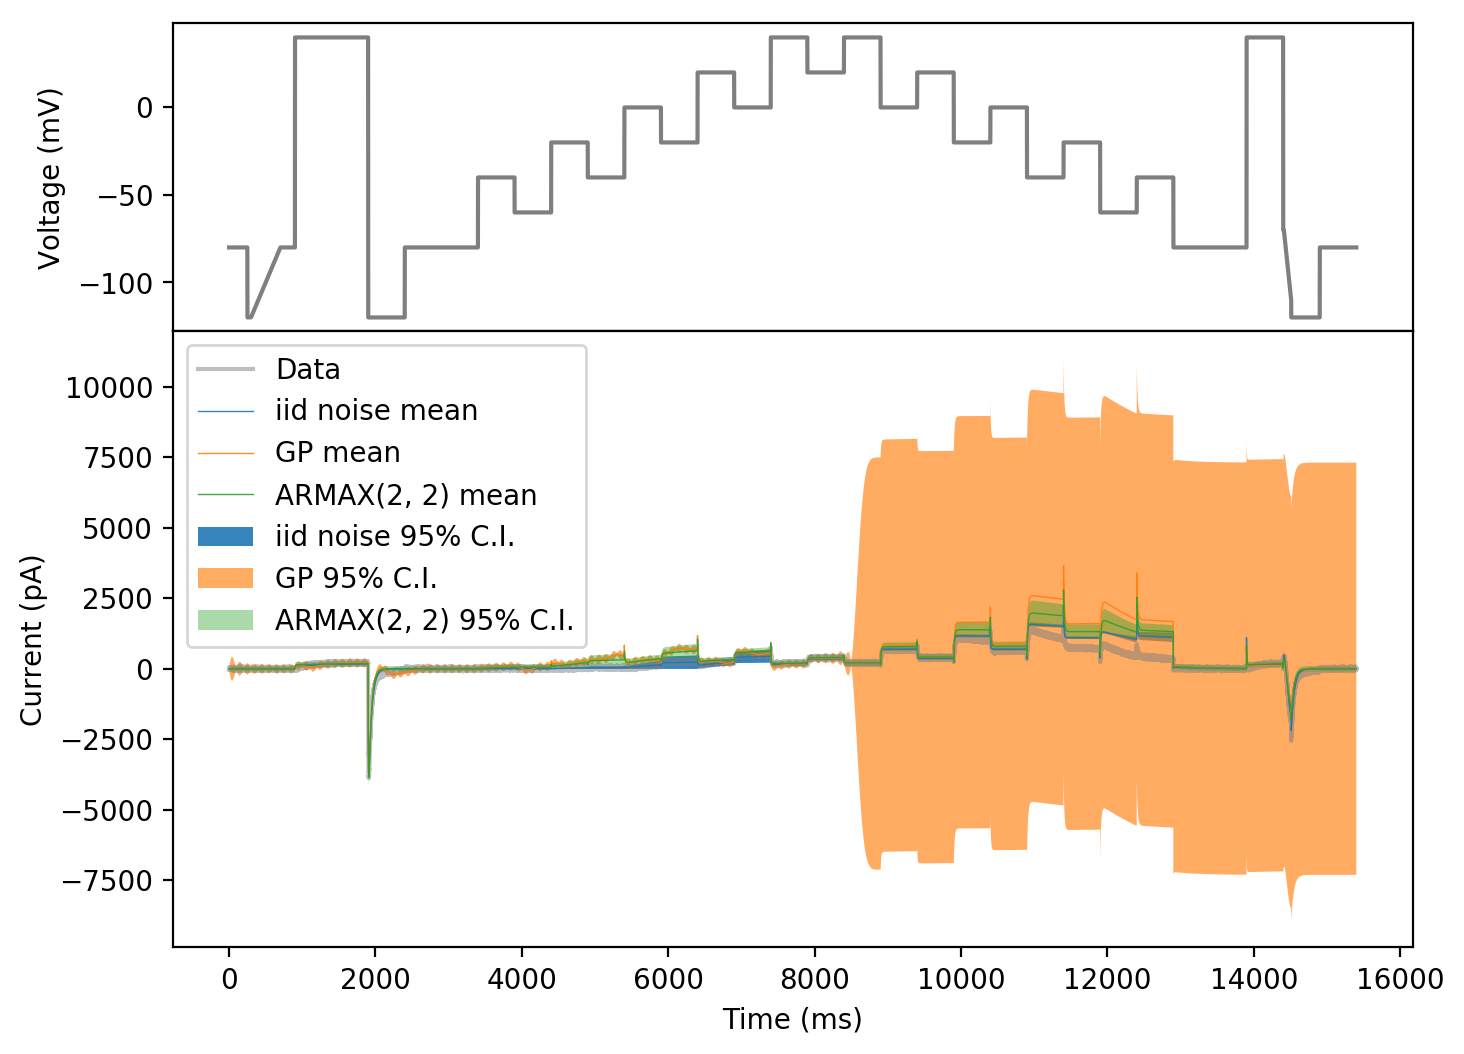 Voltage (mV)
0
−50
−100
Current (pA)
10000
7500
5000
2500
0
−2500
−5000
−7500
Data
iid noise mean
GP mean
ARMAX(2, 2) mean
iid noise 95% C.I.
GP 95% C.I.
ARMAX(2, 2) 95% C.I.
0 2000 4000 6000 8000 10000 12000 14000 16000
Time (ms)